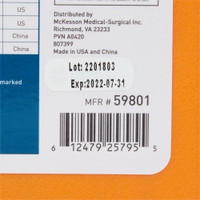 US
US
China
China
marked
Distributed by
McKesson Medical-Surgical Inc.
Richmond, VA 23233
PVN A0420
807399
Made in USA and China
Lot: 2201803
Exp:2022-07-31
MFR # 59801
6 12479 25795 5